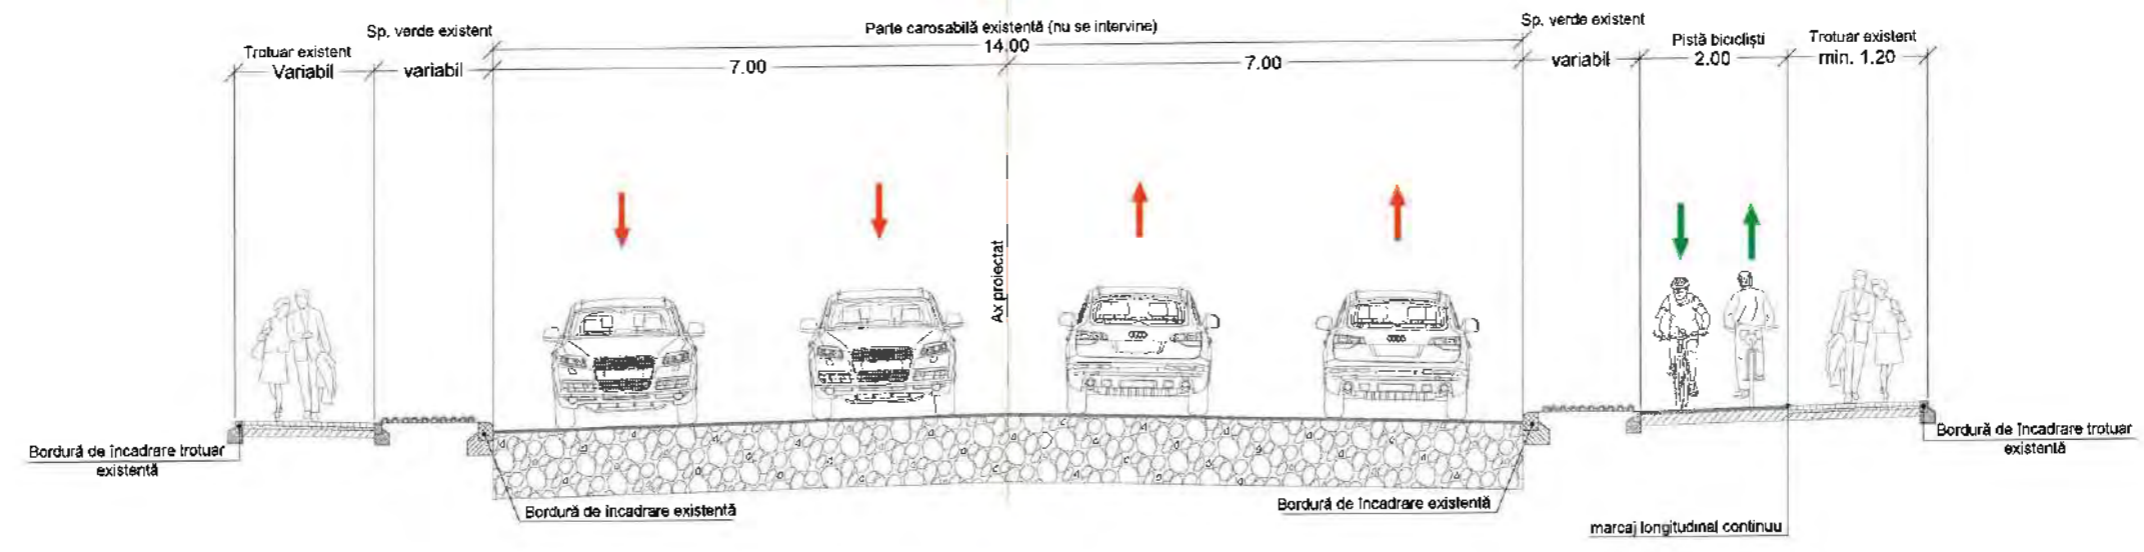 Parte carosabilă existentă (nu se intervine)
14.00
Sp. verde existent
variabil
Trotuar existent
Variabil
7.00
7.00
Sp. verde existent
variabil
Pistă bicicliști
2.00
Trotuar existent
min. 1.20
Ax proiectat
Bordură de încadrare trotuar
existentă
Bordură de incadrare existentă
Bordură de încadrare existentă
Bordură de încadrare trotuar
existentă
marcaj longitudinal continuu